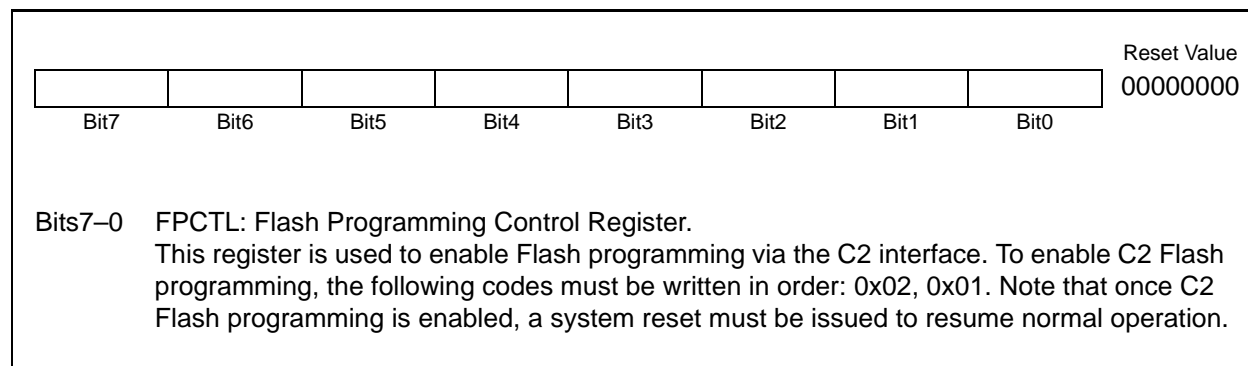 Reset Value
00000000
Bit7 Bit6 Bit5 Bit4 Bit3 Bit2 Bit1 Bit0
Bits7–0 FPCTL: Flash Programming Control Register.
This register is used to enable Flash programming via the C2 interface. To enable C2 Flash
programming, the following codes must be written in order: 0x02, 0x01. Note that once C2
Flash programming is enabled, a system reset must be issued to resume normal operation.